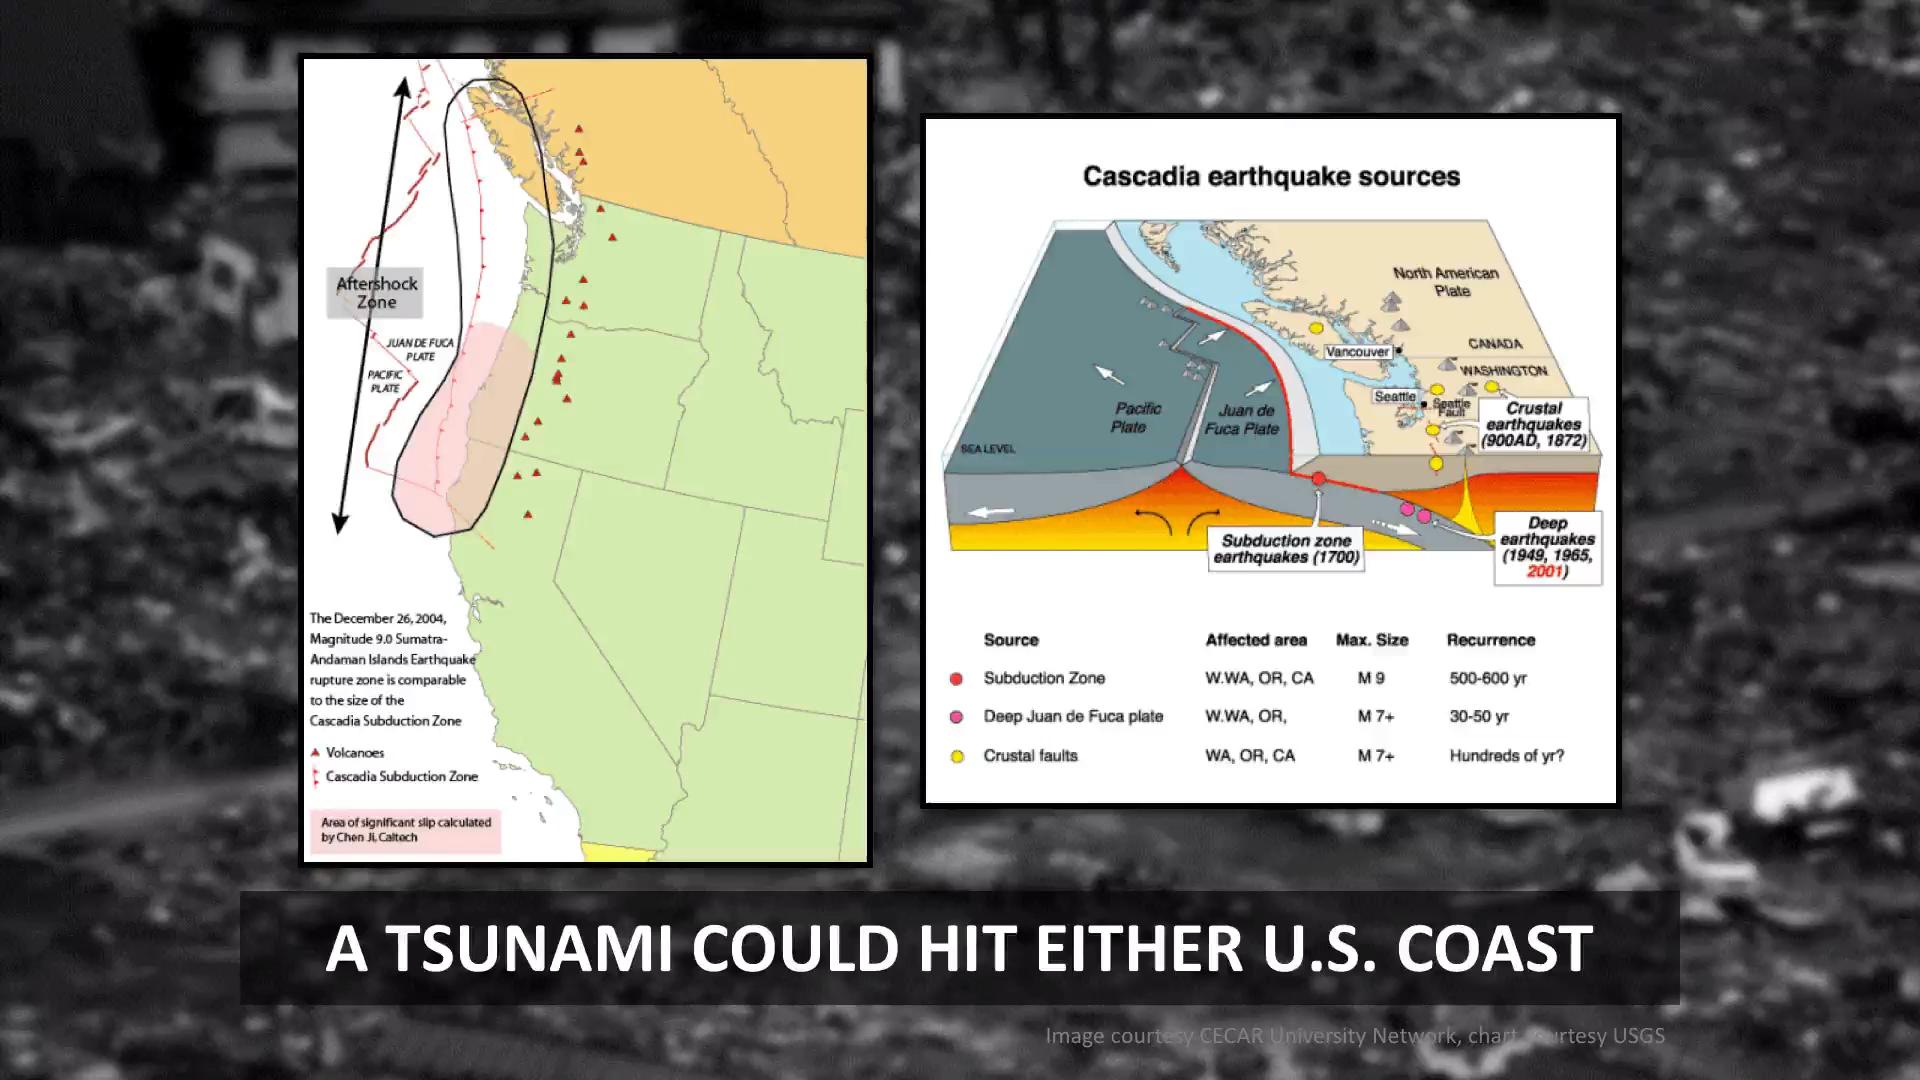 Aftershock
Zone
JUAN DE FUCA
PLATE
PACIFIC
PLATE
The December 26, 2004,
Magnitude 9.0 Sumatra-
Andaman Islands Earthquake
rupture zone is comparable
to the size of the
Cascadia Subduction Zone
Volcanoes
Cascadia Subduction Zone
Area of significant slip calculated
by Chen Ji, Caltech
Cascadia earthquake sources
North American
Plate
CANADA
Vancouver
WASHINGTON
Seattle
Seattle
Fault
Crustal
earthquakes
(900AD, 1872)
Pacific
Plate
Juan de
Fuca Plate
SEA LEVEL
Subduction zone
earthquakes (1700)
Deep
earthquakes
(1949, 1965,
2001)
Source Affected area Max. Size Recurrence
Subduction Zone W.WA, OR, CA M 9 500-600 yr
Deep Juan de Fuca plate W.WA, OR, M 7+ 30-50 yr
Crustal faults WA, OR, CA M 7+ Hundreds of yr?
A TSUNAMI COULD HIT EITHER U.S. COAST
Image courtesy CECAR University Network, chart courtesy USGS